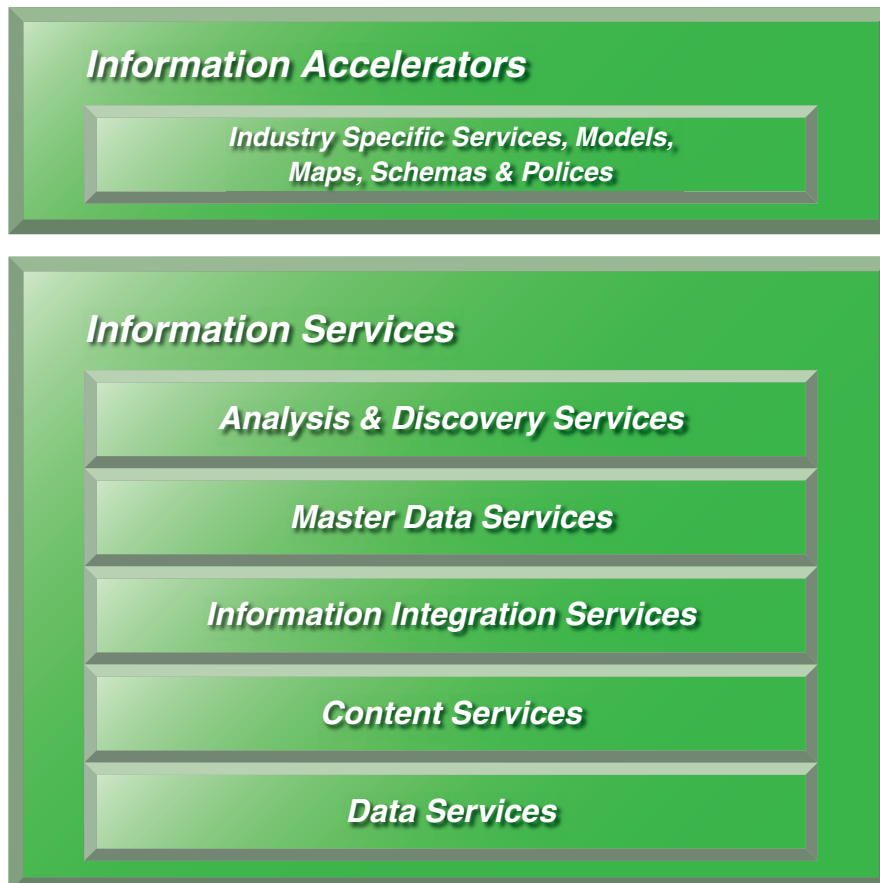 Information Accelerators
Industry Specific Services, Models,
Maps, Schemas & Polices
Information Services
Analysis & Discovery Services
Master Data Services
Information Integration Services
Content Services
Data Services